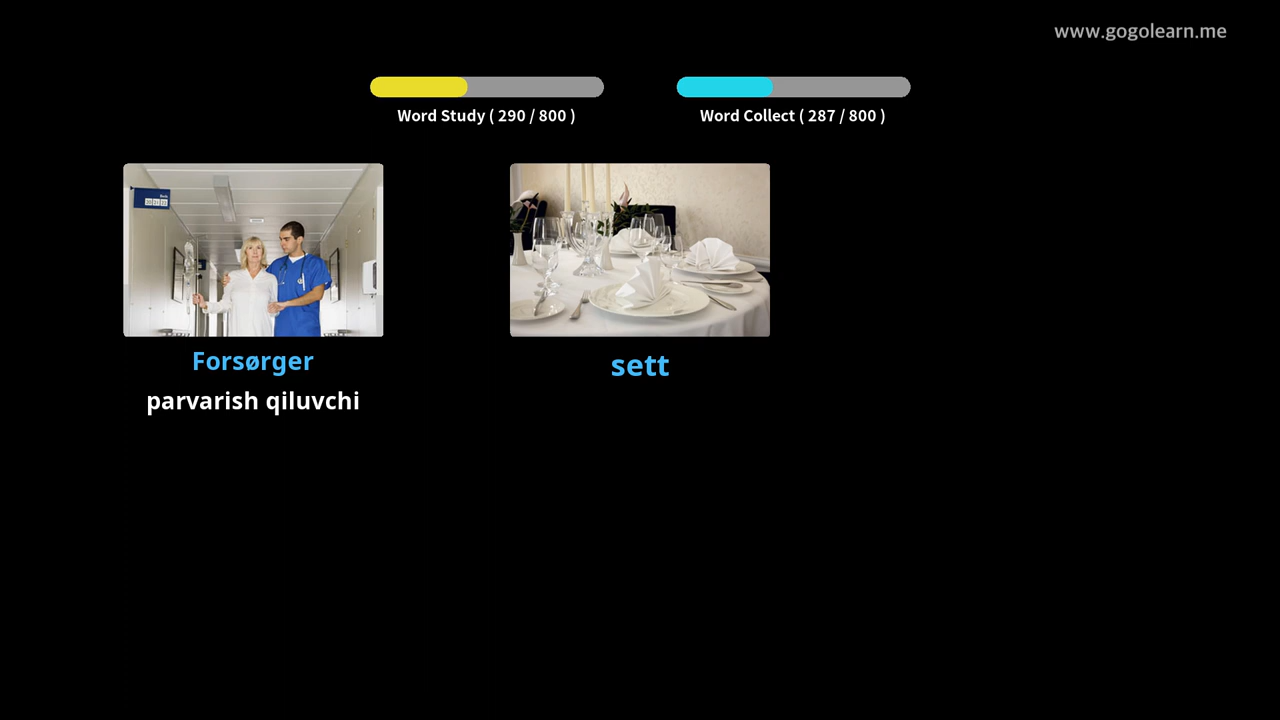 www.gogolearn.me
Word Study ( 290 / 800 )
Word Collect ( 287 / 800 )
Forsørger
sett
parvarish qiluvchi